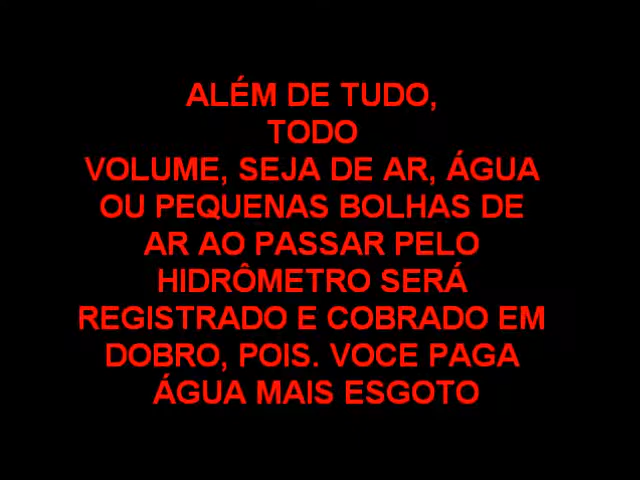 ALÉM DE TUDO,
TODO
VOLUME, SEJA DE AR, ÁGUA
OU PEQUENAS BOLHAS DE
AR AO PASSAR PELO
HIDRÔMETRO SERÁ
REGISTRADO E COBRADO EM
DOBRO, POIS. VOCE PAGA
ÁGUA MAIS ESGOTO